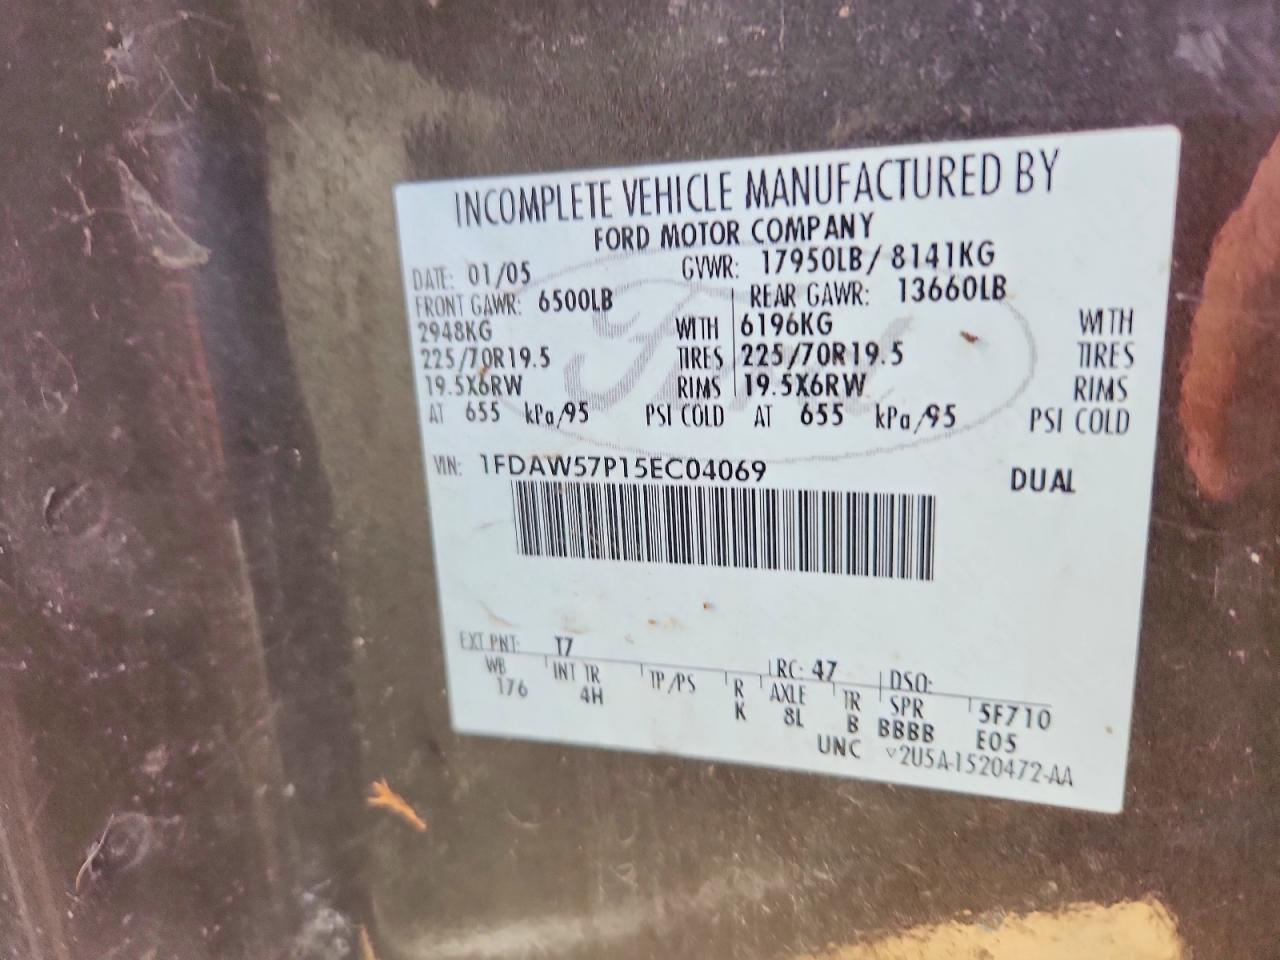 INCOMPLETE VEHICLE MANUFACTURED BY
FORD MOTOR COMPANY
DATE: 01/05 GVWR: 17950LB / 8141KG
FRONT GAWR: 6500LB REAR GAWR: 13660LB
2948KG WITH 6196KG WITH
225/70R19.5 TIRES 225/70R19.5 TIRES
19.5X6RW RIMS 19.5X6RW RIMS
AT 655 kPa/95 PSI COLD AT 655 kPa/95 PSI COLD
VIN: 1FDAW57P15EC04069 DUAL
EXT PNT: T7 RC: 47 DSO:
WB INT TR TP/PS R AXLE TR SPR 5F710
176 4H K 8L B BBBB E05
UNC ▽2U5A-1520472-AA